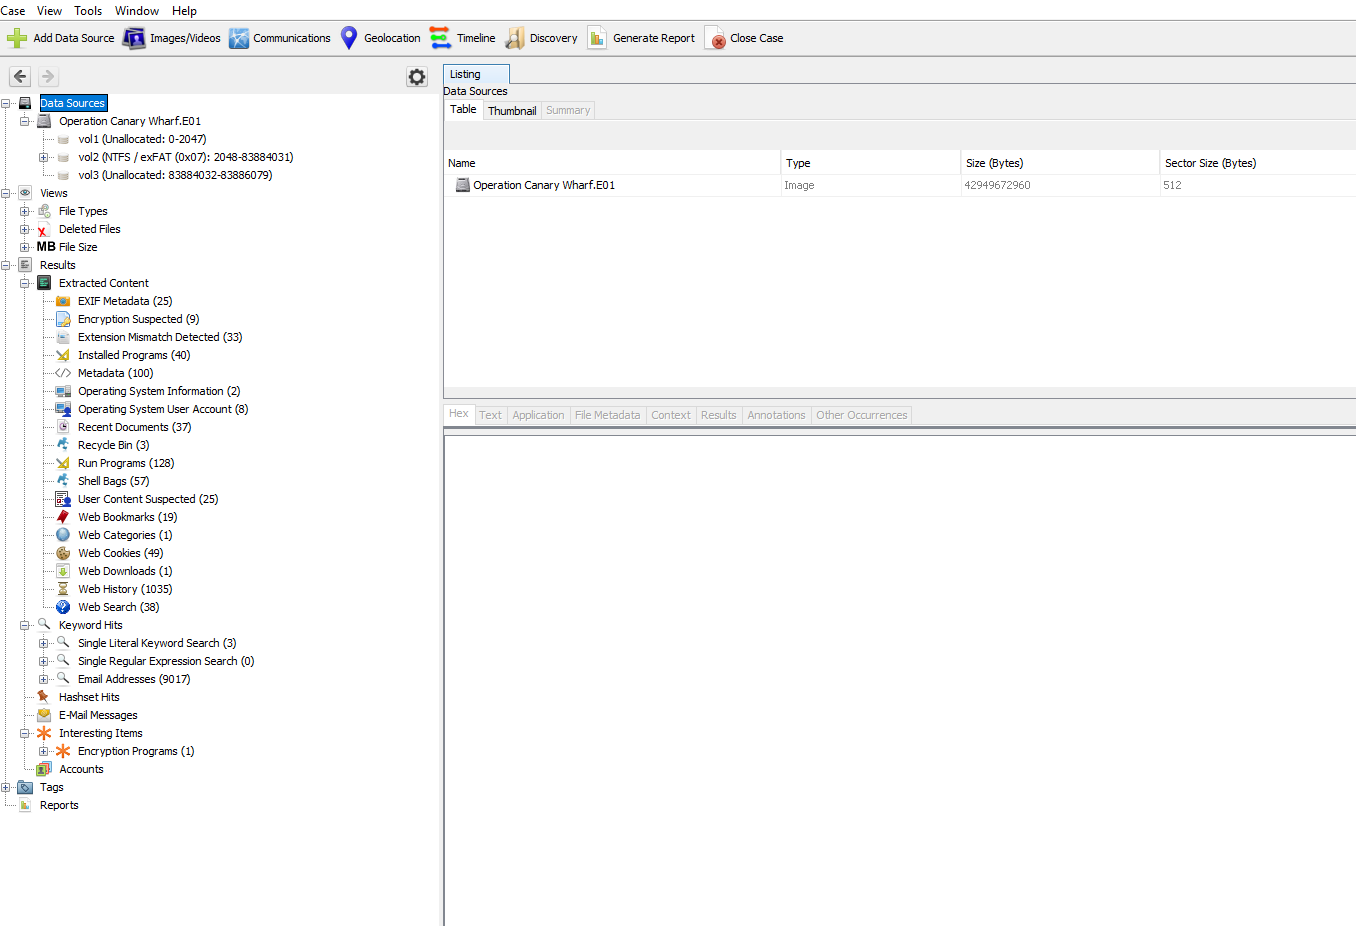 Case View Tools Window Help
Add Data Source Images/Videos Communications Geolocation Timeline Discovery Generate Report Close Case
Data Sources
Operation Canary Wharf.E01
vol1 (Unallocated: 0-2047)
vol2 (NTFS / exFAT (0x07): 2048-83884031)
vol3 (Unallocated: 83884032-83886079)
Views
File Types
Deleted Files
MB File Size
Results
Extracted Content
EXIF Metadata (25)
Encryption Suspected (9)
Extension Mismatch Detected (33)
Installed Programs (40)
Metadata (100)
Operating System Information (2)
Operating System User Account (8)
Recent Documents (37)
Recycle Bin (3)
Run Programs (128)
Shell Bags (57)
User Content Suspected (25)
Web Bookmarks (19)
Web Categories (1)
Web Cookies (49)
Web Downloads (1)
Web History (1035)
Web Search (38)
Keyword Hits
Single Literal Keyword Search (3)
Single Regular Expression Search (0)
Email Addresses (9017)
Hashset Hits
E-Mail Messages
Interesting Items
Encryption Programs (1)
Accounts
Tags
Reports
Listing
Data Sources
Table Thumbnail Summary
Name Type Size (Bytes) Sector Size (Bytes)
Operation Canary Wharf.E01 Image 42949672960 512
Hex Text Application File Metadata Context Results Annotations Other Occurrences